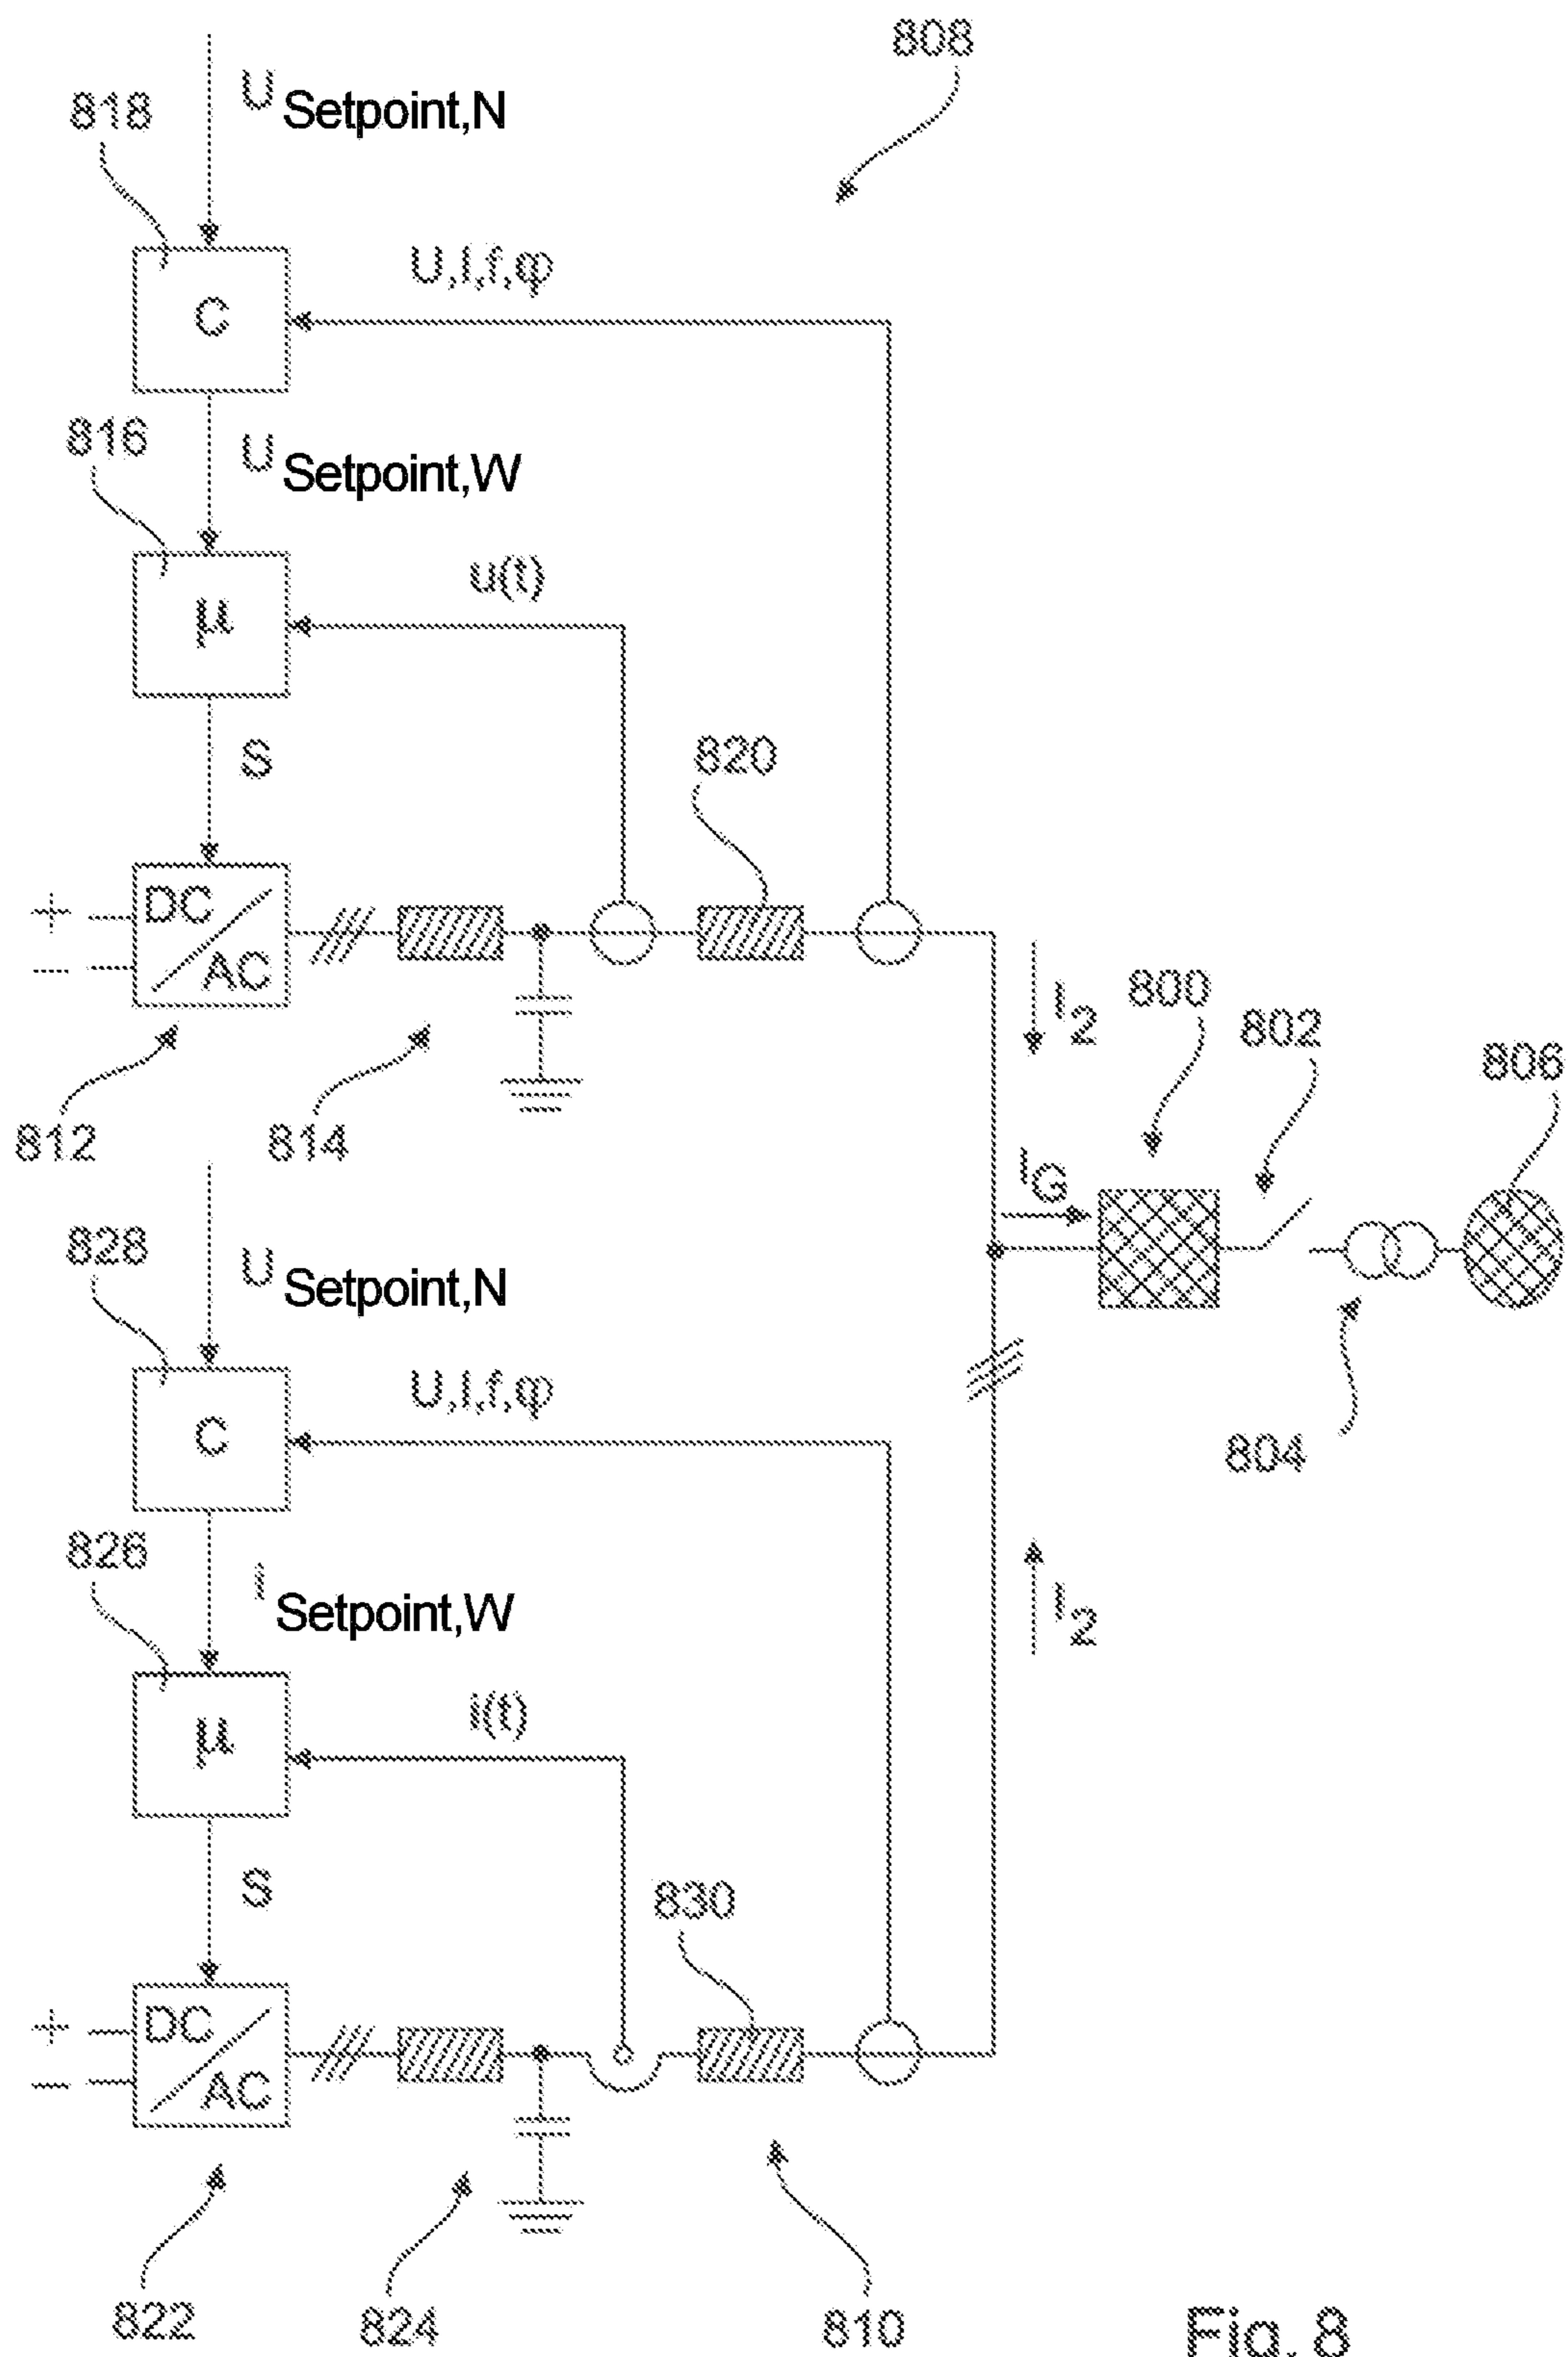 808
U Setpoint,N
818
U,I,f,φ
C
816
U Setpoint,W
u(t)
μ
S
820
+
DC
−
AC
I2
800
802
806
812
814
IG
828
U Setpoint,N
U,I,f,φ
C
804
826
i Setpoint,W
I2
i(t)
μ
S
830
+
DC
−
AC
822
824
810
Fig. 8